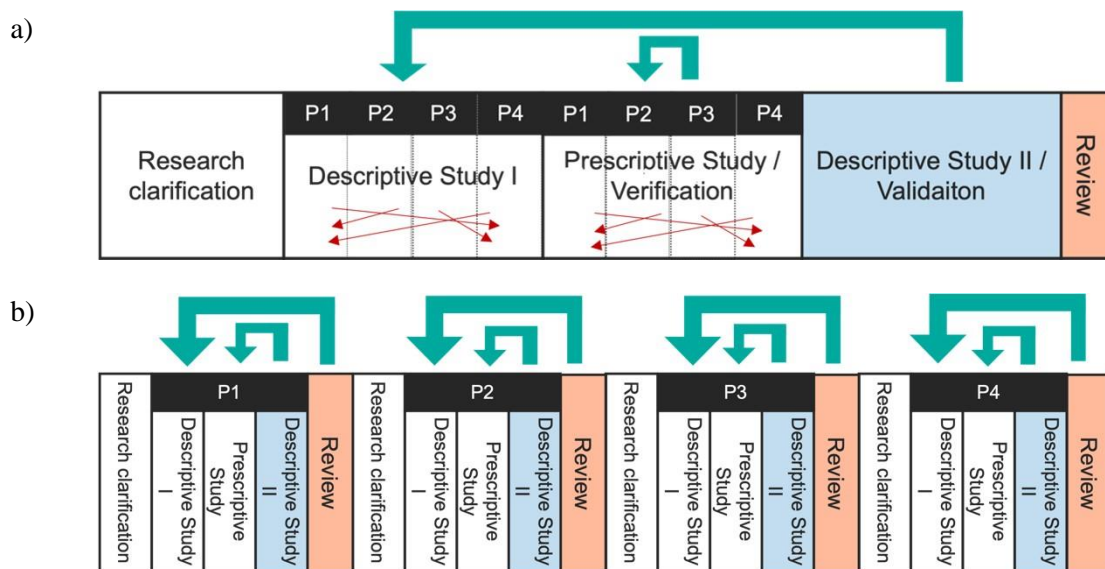 a)
P1 P2 P3 P4 P1 P2 P3 P4
Research
clarification
Descriptive Study I
Prescriptive Study /
Verification
Descriptive Study II /
Validaiton
Review
b)
P1
P2
P3
P4
Research clarification
Descriptive Study
I
Prescriptive
Study
Descriptive Study
II
Review
Research clarification
Descriptive Study
I
Prescriptive
Study
Descriptive Study
II
Review
Research clarification
Descriptive Study
I
Prescriptive
Study
Descriptive Study
II
Review
Research clarification
Descriptive Study
I
Prescriptive
Study
Descriptive Study
II
Review